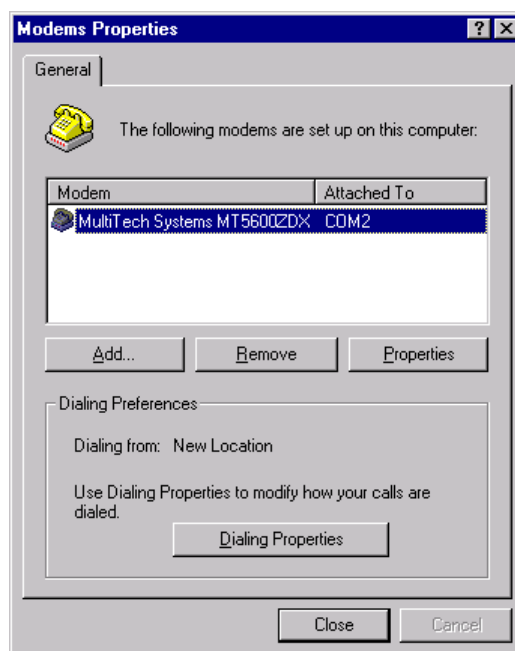 Modems Properties
General
The following modems are set up on this computer:
Modem Attached To
MultiTech Systems MT5600ZDX COM2
Add... Remove Properties
Dialing Preferences
Dialing from: New Location
Use Dialing Properties to modify how your calls are
dialed.
Dialing Properties
Close Cancel